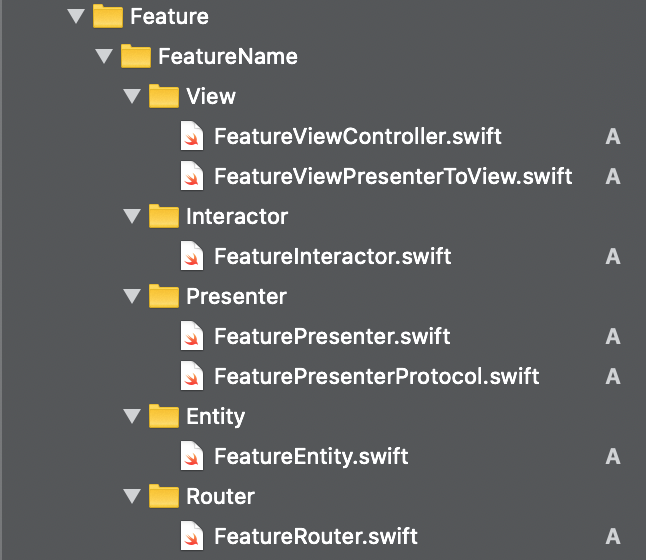 Feature
FeatureName
View
FeatureViewController.swift A
FeatureViewPresenterToView.swift A
Interactor
FeatureInteractor.swift A
Presenter
FeaturePresenter.swift A
FeaturePresenterProtocol.swift A
Entity
FeatureEntity.swift A
Router
FeatureRouter.swift A